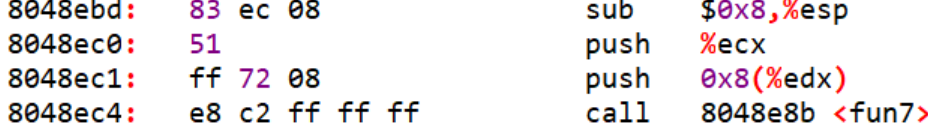 8048ebd: 83 ec 08 sub $0x8,%esp
8048ec0: 51 push %ecx
8048ec1: ff 72 08 push 0x8(%edx)
8048ec4: e8 c2 ff ff ff call 8048e8b <fun7>